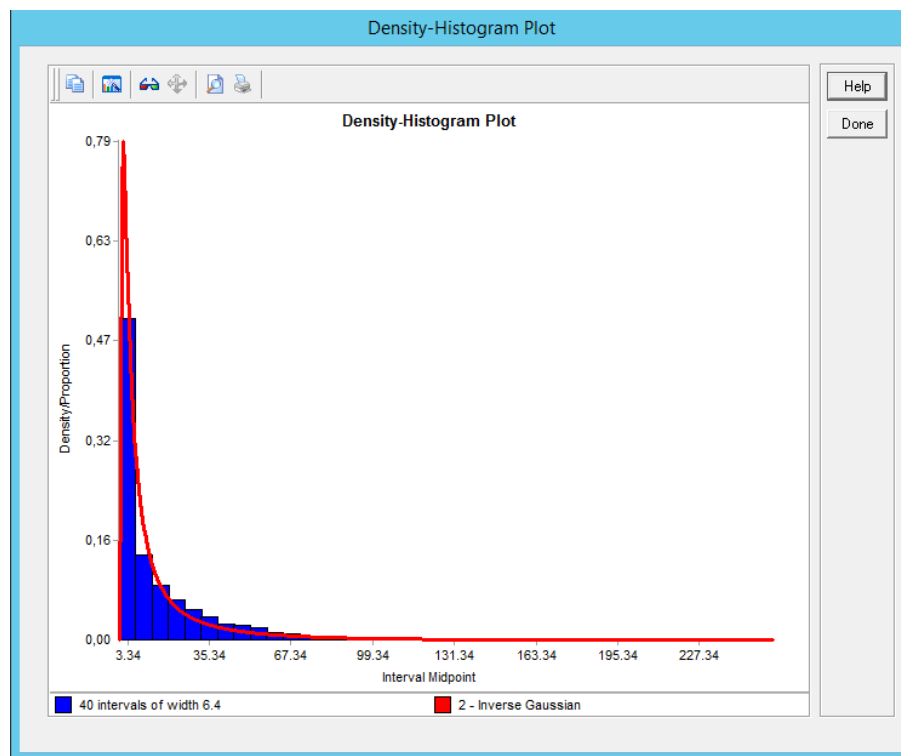 Density-Histogram Plot
Help
Done
Density-Histogram Plot
0,79
0,63
0,47
0,32
0,16
0,00
Density/Proportion
3.34 35.34 67.34 99.34 131.34 163.34 195.34 227.34
Interval Midpoint
40 intervals of width 6.4 2 - Inverse Gaussian